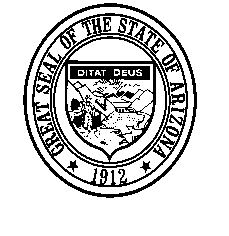 GREAT SEAL OF THE STATE OF ARIZONA
DITAT DEUS
1912